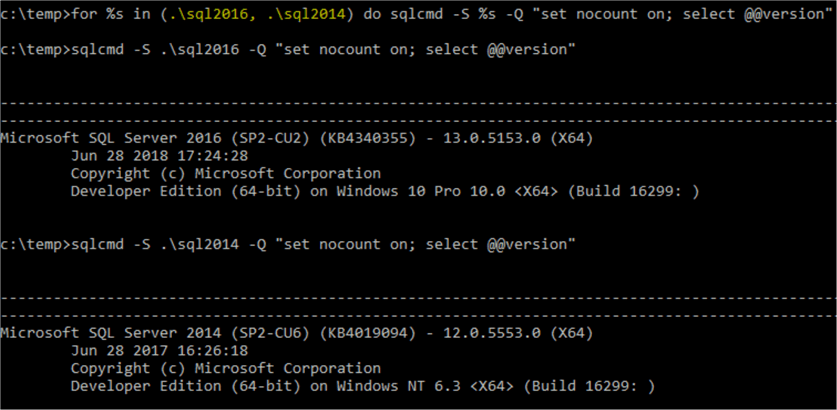 c:\temp>for %s in (.\sql2016, .\sql2014) do sqlcmd -S %s -Q "set nocount on; select @@version"
c:\temp>sqlcmd -S .\sql2016 -Q "set nocount on; select @@version"
-----------------------------------------------------------------------------------------------
-----------------------------------------------------------------------------------------------
Microsoft SQL Server 2016 (SP2-CU2) (KB4340355) - 13.0.5153.0 (X64)
Jun 28 2018 17:24:28
Copyright (c) Microsoft Corporation
Developer Edition (64-bit) on Windows 10 Pro 10.0 <X64> (Build 16299: )
c:\temp>sqlcmd -S .\sql2014 -Q "set nocount on; select @@version"
-----------------------------------------------------------------------------------------------
-----------------------------------------------------------------------------------------------
Microsoft SQL Server 2014 (SP2-CU6) (KB4019094) - 12.0.5553.0 (X64)
Jun 28 2017 16:26:18
Copyright (c) Microsoft Corporation
Developer Edition (64-bit) on Windows NT 6.3 <X64> (Build 16299: )